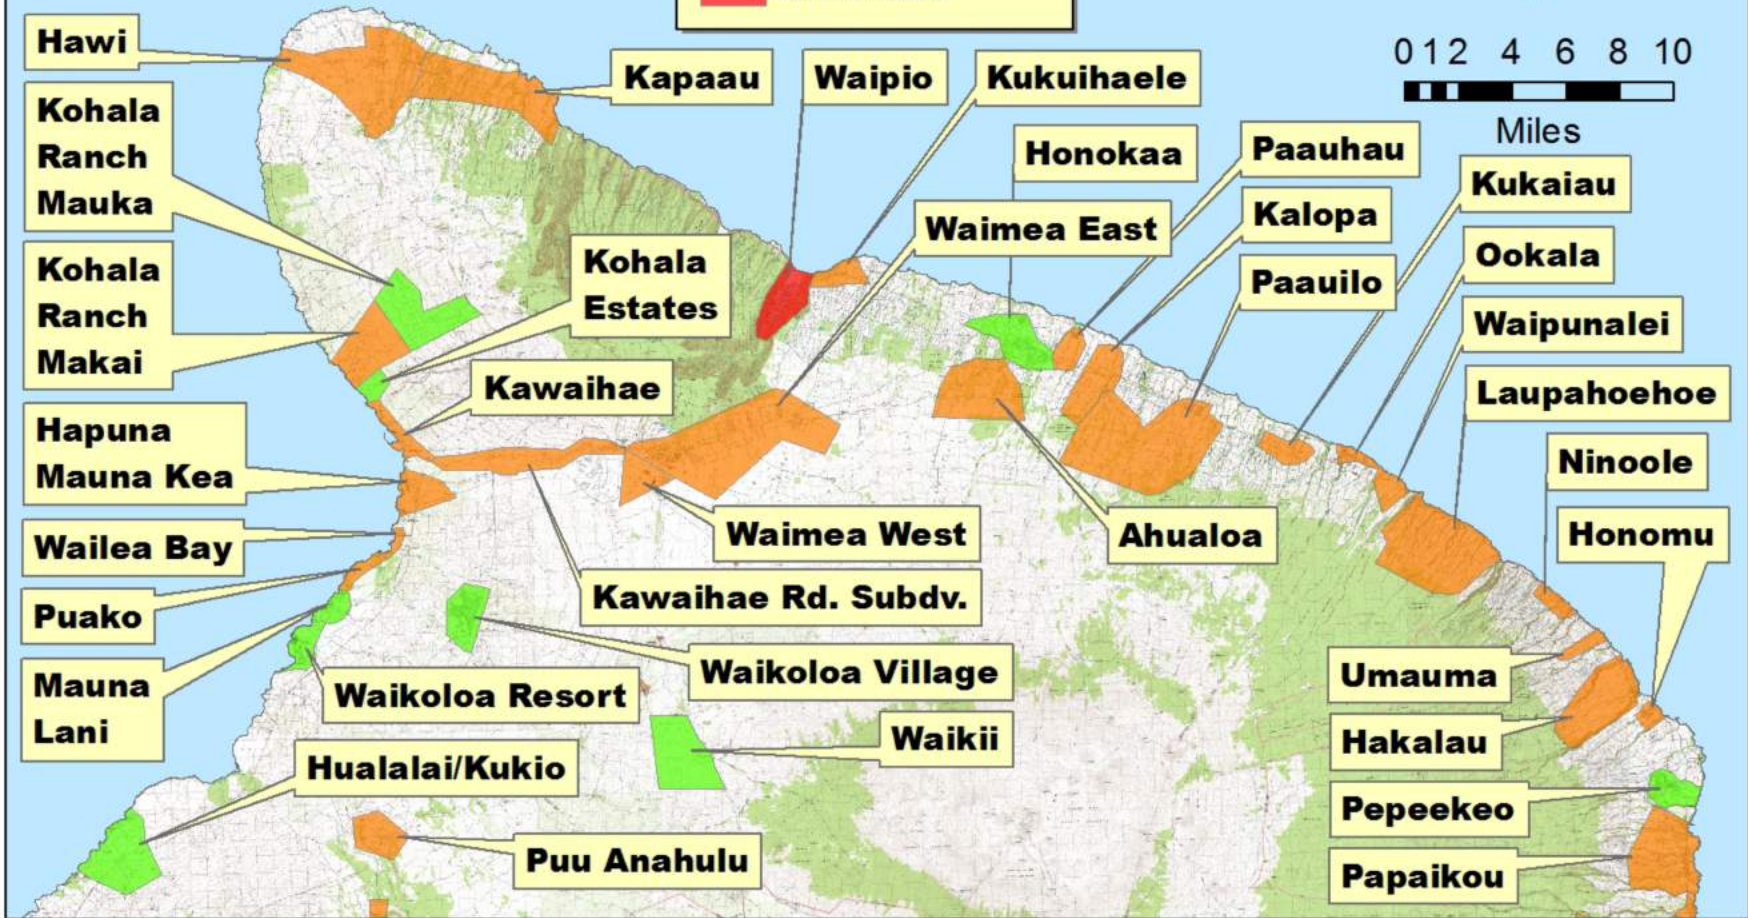 Hawi
Kapaau
Waipio
Kukuihaele
0 1 2 4 6 8 10
Miles
Kohala
Ranch
Mauka
Honokaa
Paauhau
Kukaiau
Kalopa
Waimea East
Kohala
Estates
Ookala
Kohala
Ranch
Makai
Paauilo
Waipunalei
Kawaihae
Laupahoehoe
Hapuna
Mauna Kea
Ninoole
Wailea Bay
Waimea West
Ahualoa
Honomu
Puako
Kawaihae Rd. Subdv.
Mauna
Lani
Waikoloa Resort
Waikoloa Village
Umauma
Waikii
Hakalau
Hualalai/Kukio
Pepeekeo
Puu Anahulu
Papaikou